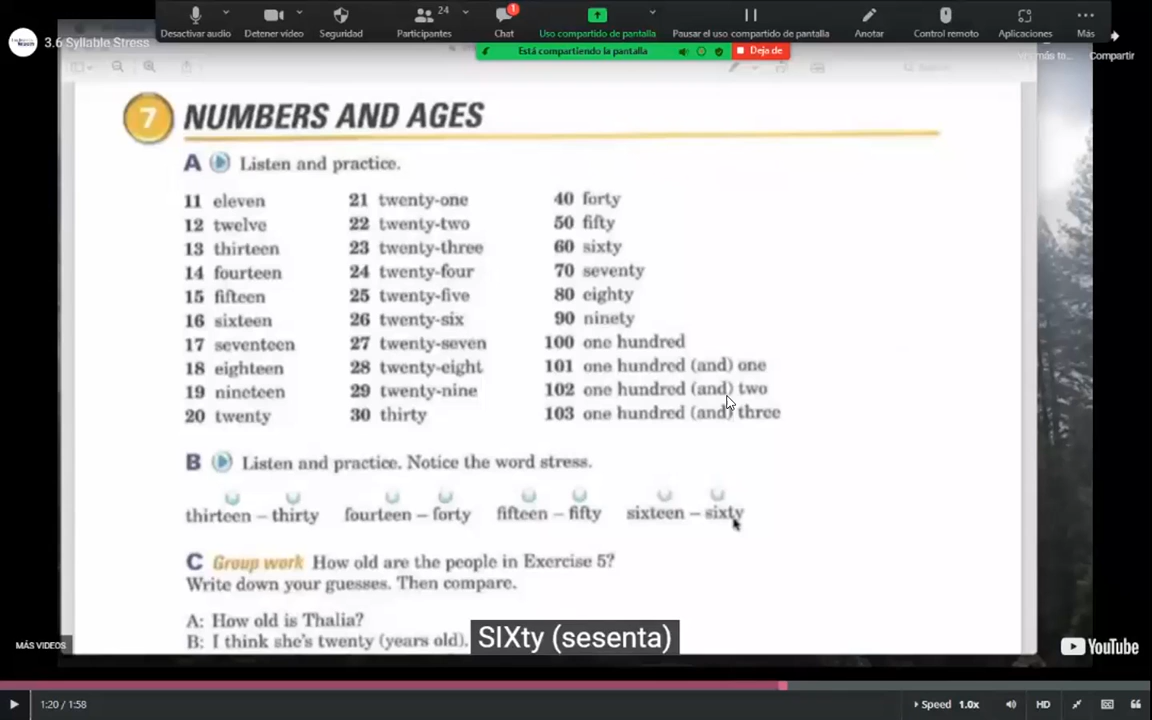 24
1
Desactivar audio
Detener video
Seguridad
Participantes
Chat
Uso compartido de pantalla
Pausar el uso compartido de pantalla
Anotar
Control remoto
Aplicaciones
Más
3.6 Syllable Stress
Está compartiendo la pantalla
Deja de
Compartir
7 NUMBERS AND AGES
A Listen and practice.
11 eleven 21 twenty-one 40 forty
12 twelve 22 twenty-two 50 fifty
13 thirteen 23 twenty-three 60 sixty
14 fourteen 24 twenty-four 70 seventy
15 fifteen 25 twenty-five 80 eighty
16 sixteen 26 twenty-six 90 ninety
17 seventeen 27 twenty-seven 100 one hundred
18 eighteen 28 twenty-eight 101 one hundred (and) one
19 nineteen 29 twenty-nine 102 one hundred (and) two
20 twenty 30 thirty 103 one hundred (and) three
B Listen and practice. Notice the word stress.
thirteen – thirty fourteen – forty fifteen – fifty sixteen – sixty
C Group work How old are the people in Exercise 5?
Write down your guesses. Then compare.
A: How old is Thalia?
B: I think she's twenty (years old).
SIXty (sesenta)
MÁS VIDEOS
YouTube
1:20 / 1:58
Speed 1.0x
HD